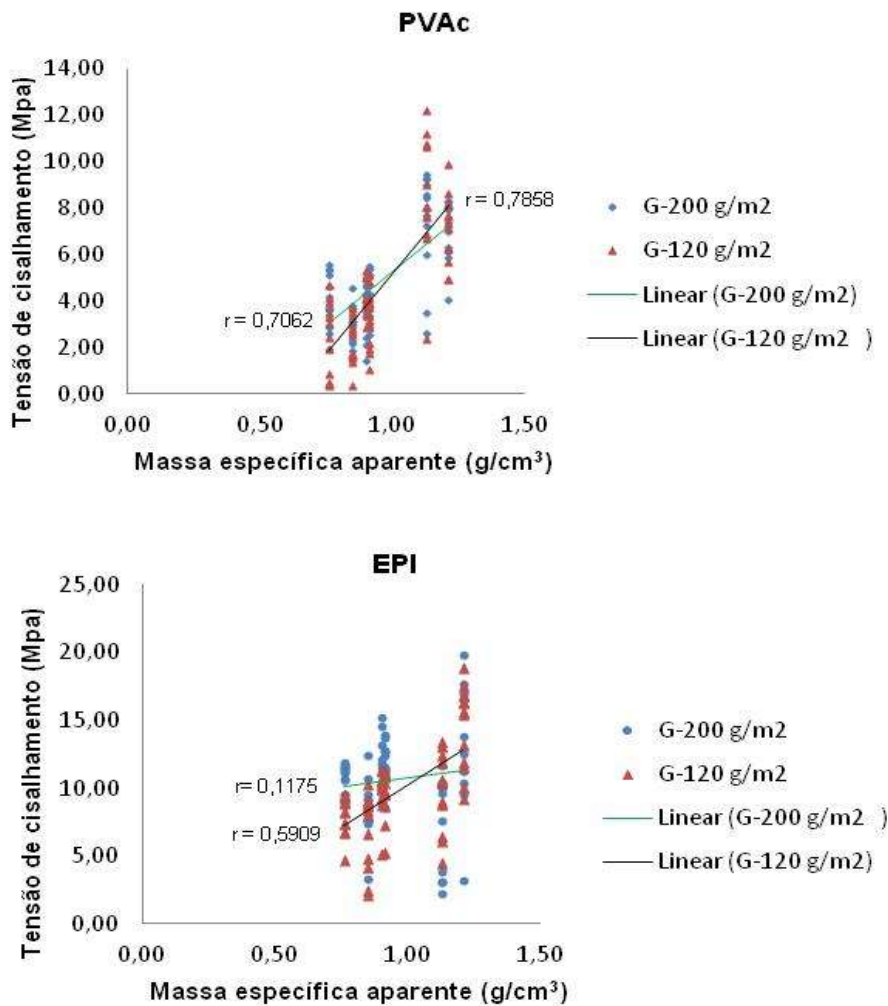 PVAc
Tensão de cisalhamento (Mpa)
14,00
12,00
10,00
8,00
6,00
4,00
2,00
0,00
r = 0,7858
r = 0,7062
0,00 0,50 1,00 1,50
Massa específica aparente (g/cm³)
G-200 g/m2
G-120 g/m2
Linear (G-200 g/m2)
Linear (G-120 g/m2 )
EPI
Tensão de cisalhamento (Mpa)
25,00
20,00
15,00
10,00
5,00
0,00
r= 0,1175
r = 0,5909
0,00 0,50 1,00 1,50
Massa específica aparente (g/cm³)
G-200 g/m2
G-120 g/m2
Linear (G-200 g/m2 )
Linear (G-120 g/m2)